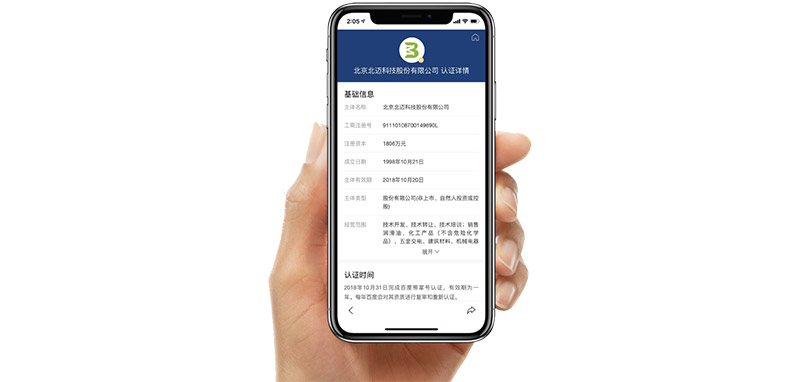 2:05
北京北迈科技股份有限公司 认证详情
基础信息
主体名称 北京北迈科技股份有限公司
工商注册号 91110108700149690L
注册资本 1806万元
成立日期 1998年10月21日
主体有效期 2018年10月20日
主体类型 股份有限公司(非上市、自然人投资或控
股)
经营范围 技术开发、技术转让、技术培训；销售
润滑油、化工产品（不含危险化学
品）、五金交电、建筑材料、机械电器
展开
认证时间
2018年10月31日完成百度熊掌号认证，有效期为一
年。每年百度会对其资质进行复审和重新认证。